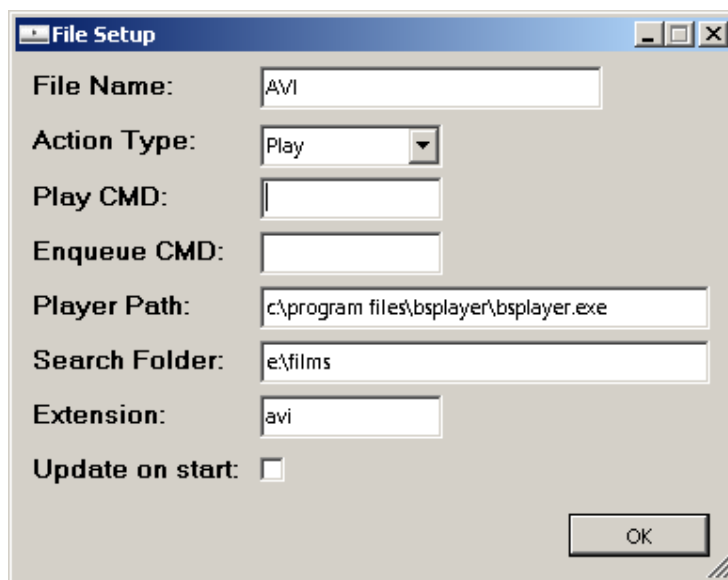 File Setup
File Name: AVI
Action Type: Play
Play CMD:
Enqueue CMD:
Player Path: c:\program files\bsplayer\bsplayer.exe
Search Folder: e:\films
Extension: avi
Update on start:
OK